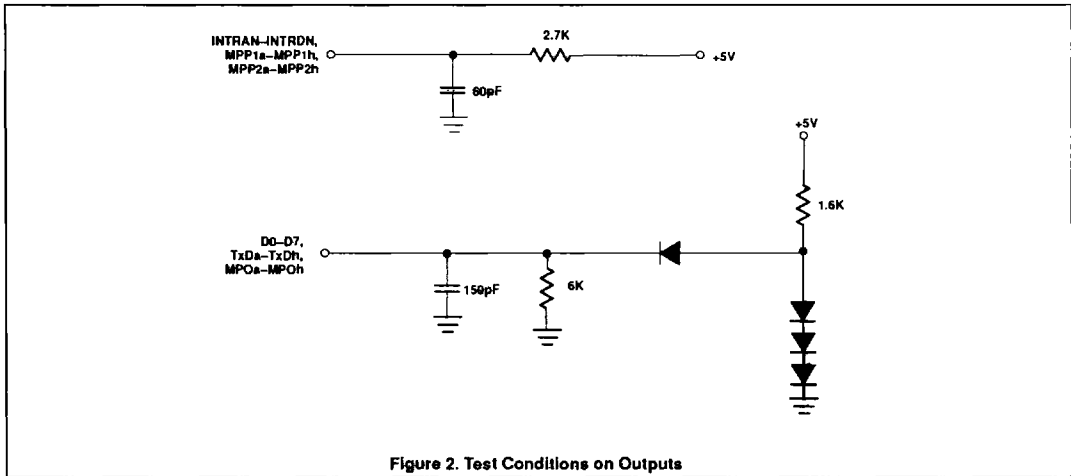 INTRAN–INTRDN,
MPP1a–MPP1h,
MPP2a–MPP2h
2.7K
+5V
60pF
+5V
1.6K
D0–D7,
TxDa–TxDh,
MPOa–MPOh
150pF
6K
Figure 2. Test Conditions on Outputs